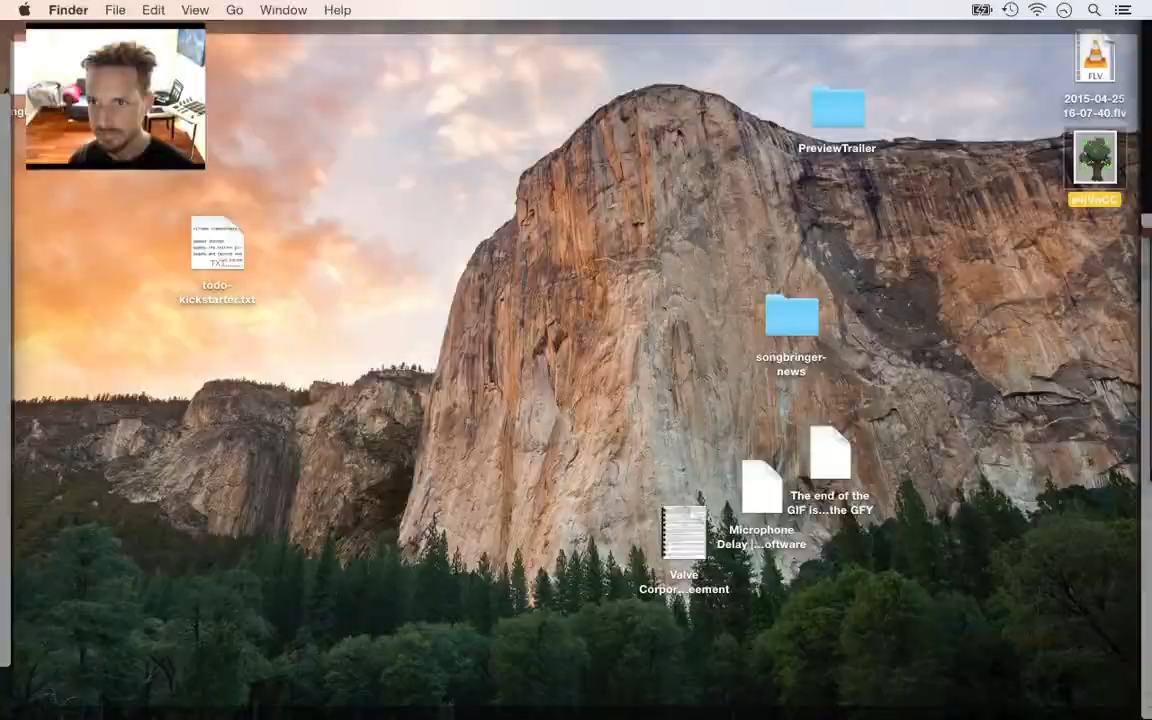 Finder File Edit View Go Window Help
FLV
2015-04-25
16-07-40.flv
PreviewTrailer
TXT
todo-
kickstarter.txt
songbringer-
news
The end of the
GIF is...the GFY
Microphone
Delay |...oftware
Valve
Corpor...eement